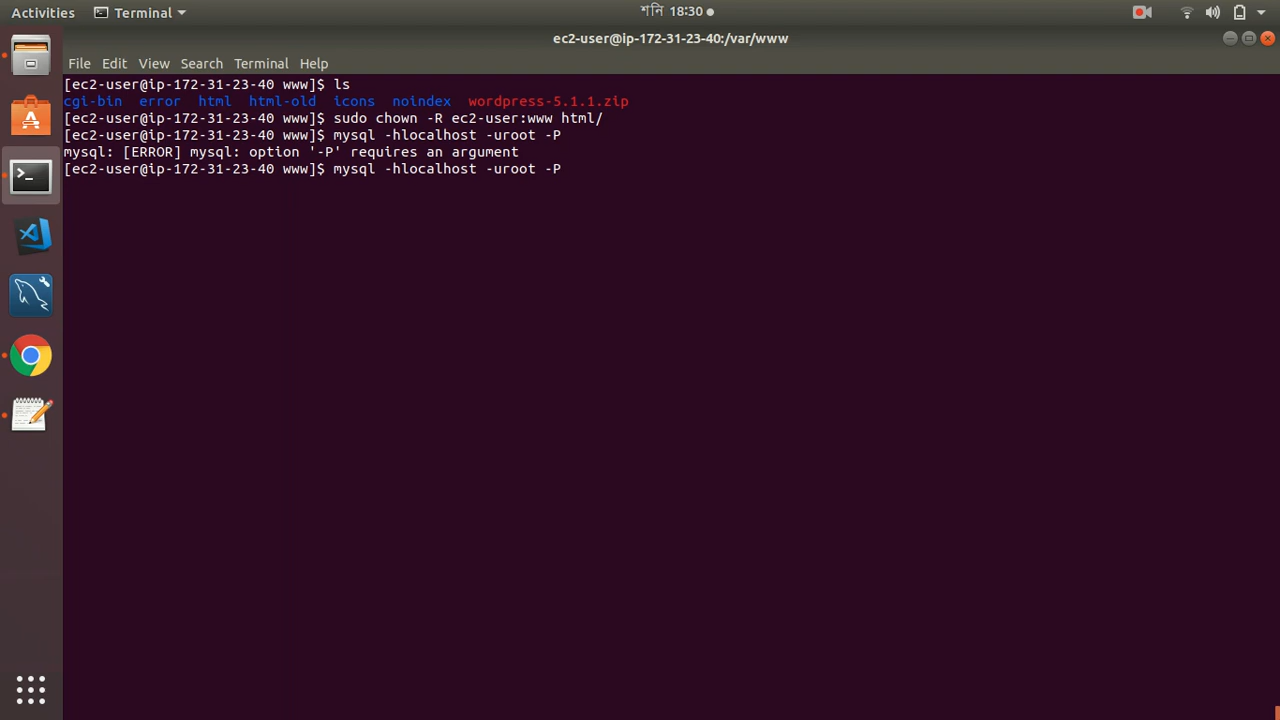 Activities Terminal শনি 18:30
ec2-user@ip-172-31-23-40:/var/www
File Edit View Search Terminal Help
[ec2-user@ip-172-31-23-40 www]$ ls
cgi-bin error html html-old icons noindex wordpress-5.1.1.zip
[ec2-user@ip-172-31-23-40 www]$ sudo chown -R ec2-user:www html/
[ec2-user@ip-172-31-23-40 www]$ mysql -hlocalhost -uroot -P
mysql: [ERROR] mysql: option '-P' requires an argument
[ec2-user@ip-172-31-23-40 www]$ mysql -hlocalhost -uroot -P